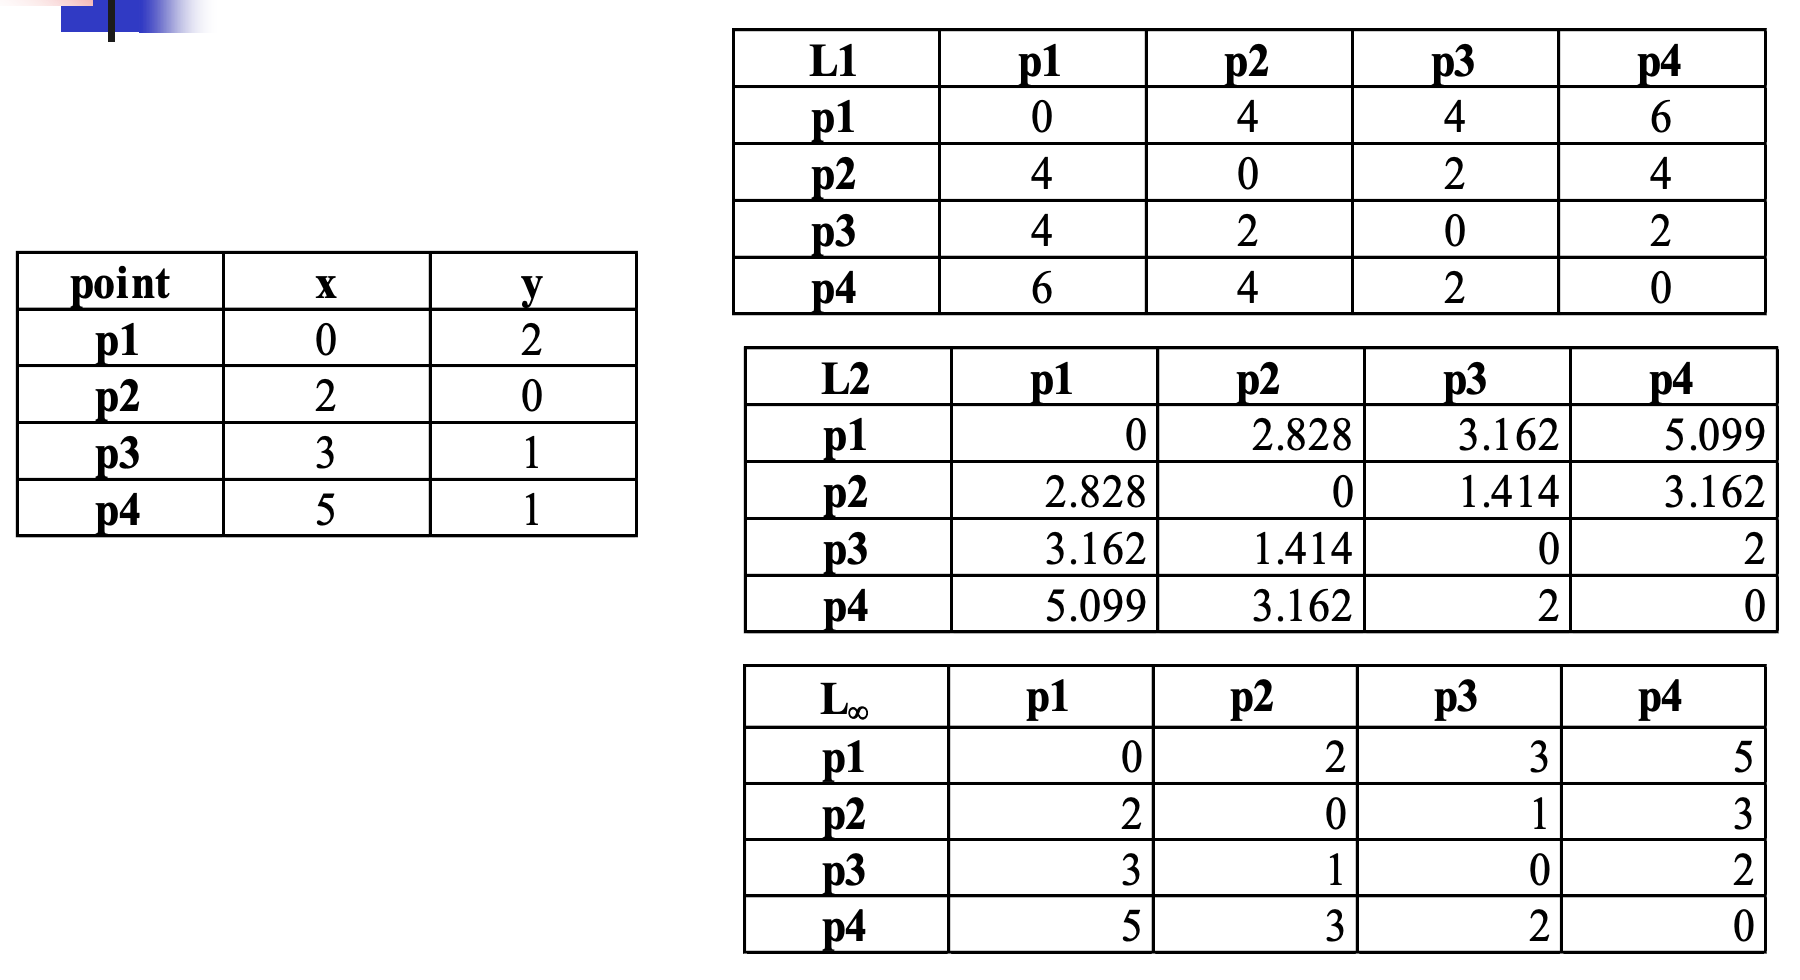 point x y
p1 0 2
p2 2 0
p3 3 1
p4 5 1
L1 p1 p2 p3 p4
p1 0 4 4 6
p2 4 0 2 4
p3 4 2 0 2
p4 6 4 2 0
L2 p1 p2 p3 p4
p1 0 2.828 3.162 5.099
p2 2.828 0 1.414 3.162
p3 3.162 1.414 0 2
p4 5.099 3.162 2 0
L∞ p1 p2 p3 p4
p1 0 2 3 5
p2 2 0 1 3
p3 3 1 0 2
p4 5 3 2 0